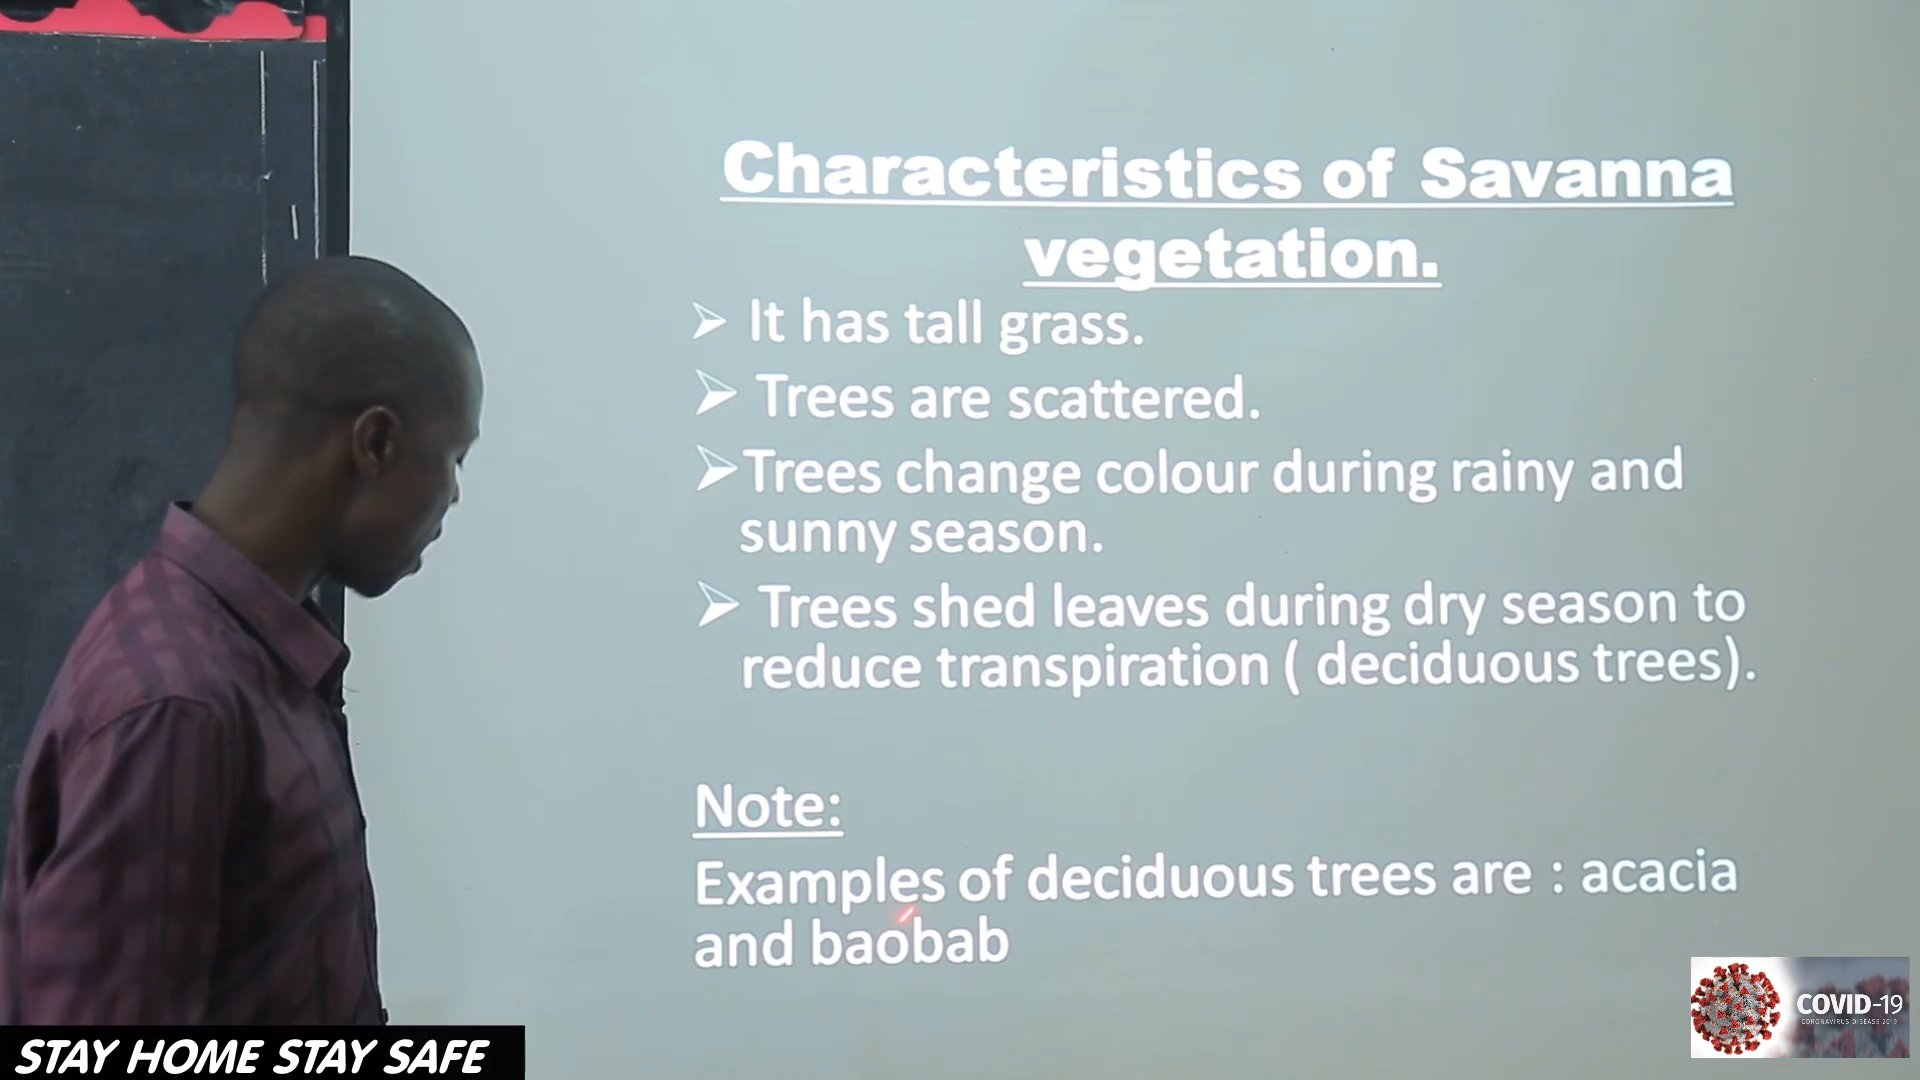 Characteristics of Savanna
vegetation.
It has tall grass.
Trees are scattered.
Trees change colour during rainy and
sunny season.
Trees shed leaves during dry season to
reduce transpiration ( deciduous trees).
Note:
Examples of deciduous trees are : acacia
and baobab
COVID-19
CORONAVIRUS DISEASE 2019
STAY HOME STAY SAFE